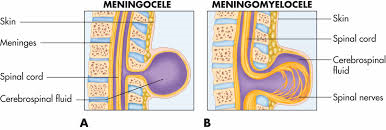 MENINGOCELE
Skin
Meninges
Spinal cord
Cerebrospinal fluid
A
MENINGOMYELOCELE
Skin
Spinal cord
Cerebrospinal
fluid
Spinal nerves
B